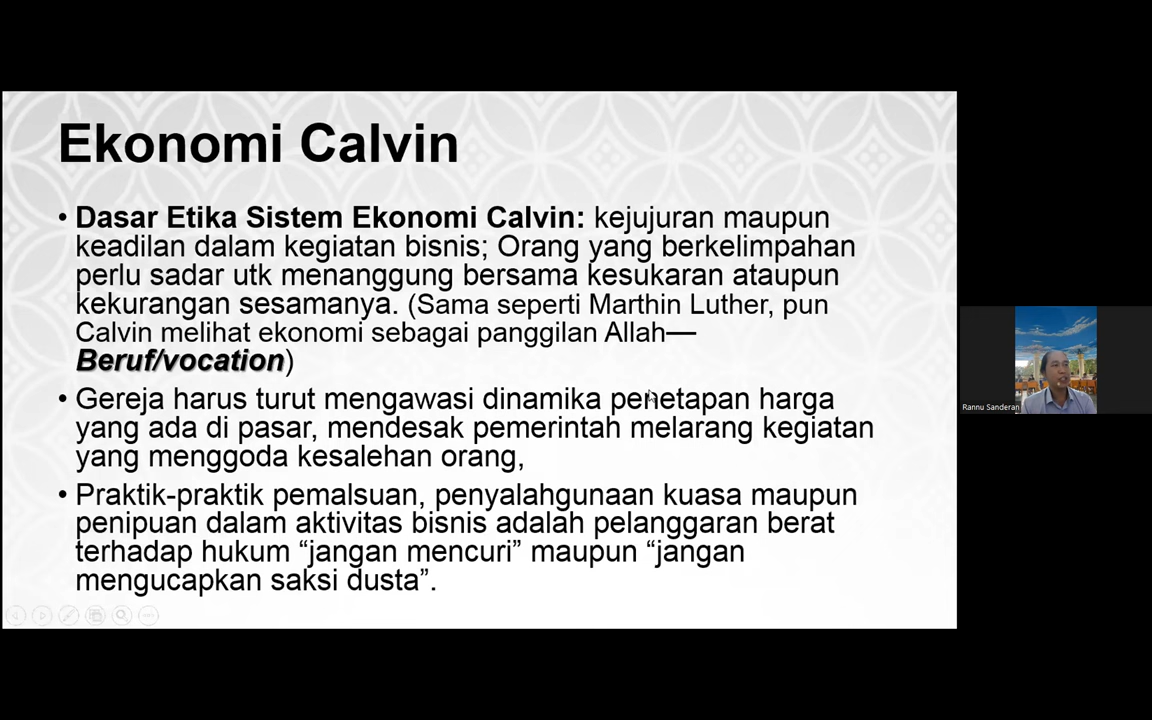 Ekonomi Calvin
• Dasar Etika Sistem Ekonomi Calvin: kejujuran maupun
keadilan dalam kegiatan bisnis; Orang yang berkelimpahan
perlu sadar utk menanggung bersama kesukaran ataupun
kekurangan sesamanya. (Sama seperti Marthin Luther, pun
Calvin melihat ekonomi sebagai panggilan Allah—
Beruf/vocation)
• Gereja harus turut mengawasi dinamika penetapan harga
yang ada di pasar, mendesak pemerintah melarang kegiatan
yang menggoda kesalehan orang,
• Praktik-praktik pemalsuan, penyalahgunaan kuasa maupun
penipuan dalam aktivitas bisnis adalah pelanggaran berat
terhadap hukum “jangan mencuri” maupun “jangan
mengucapkan saksi dusta”.
Rannu Sanderan